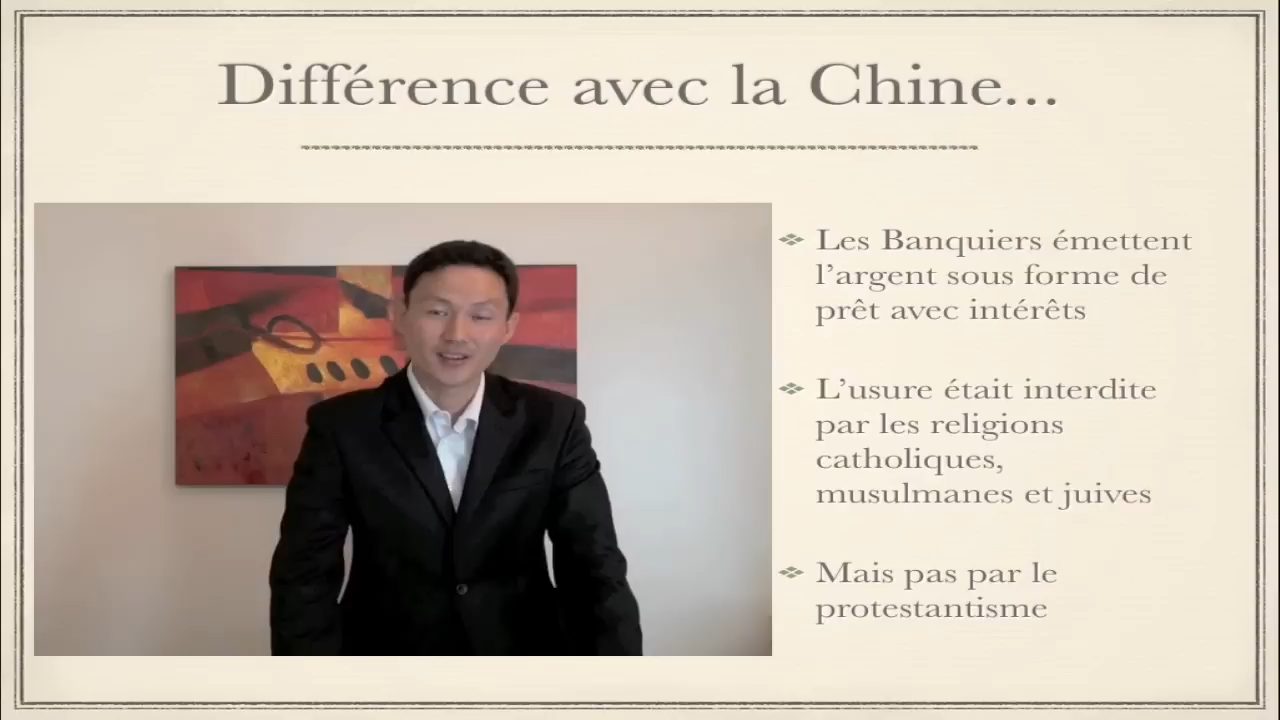 Différence avec la Chine...
Les Banquiers émettent
l’argent sous forme de
prêt avec intérêts
L’usure était interdite
par les religions
catholiques,
musulmanes et juives
Mais pas par le
protestantisme